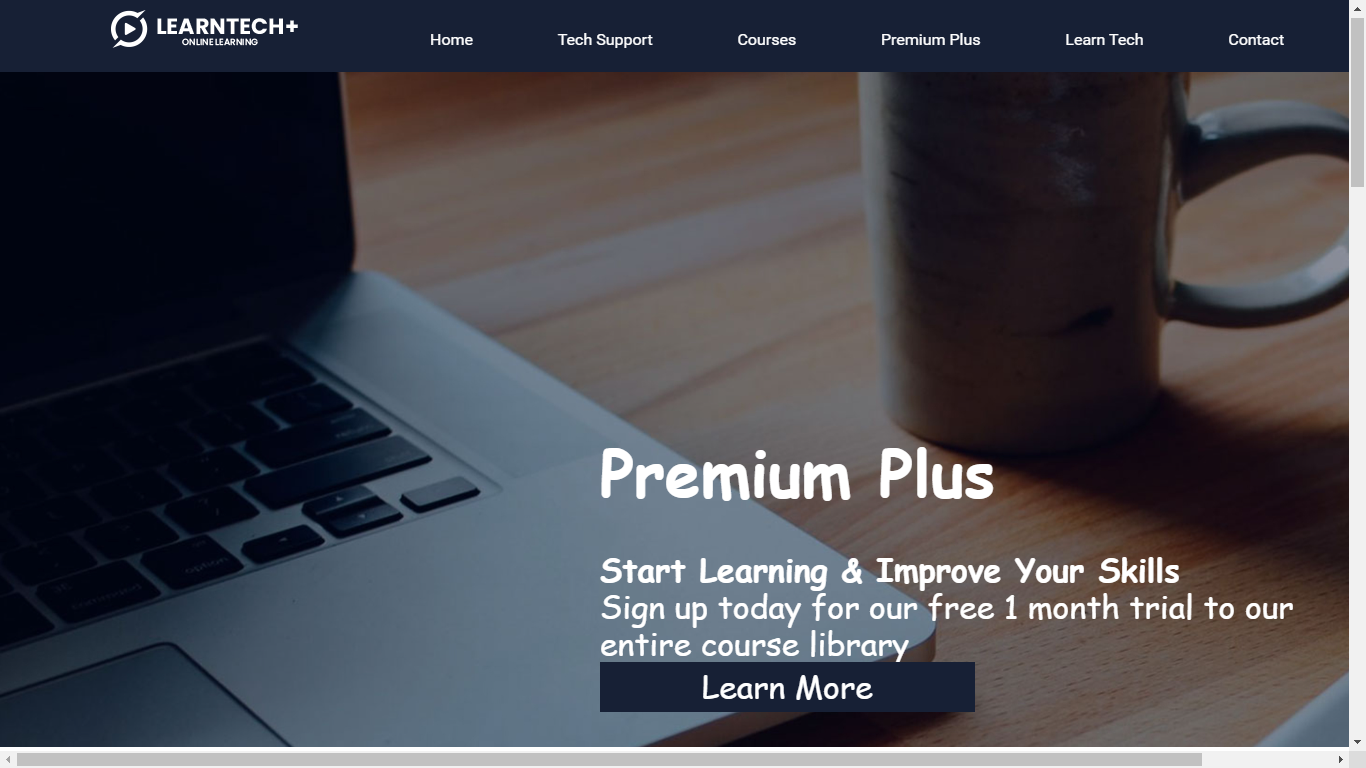 LEARNTECH+
ONLINE LEARNING
Home
Tech Support
Courses
Premium Plus
Learn Tech
Contact
Premium Plus
Start Learning & Improve Your Skills
Sign up today for our free 1 month trial to our
entire course library
Learn More